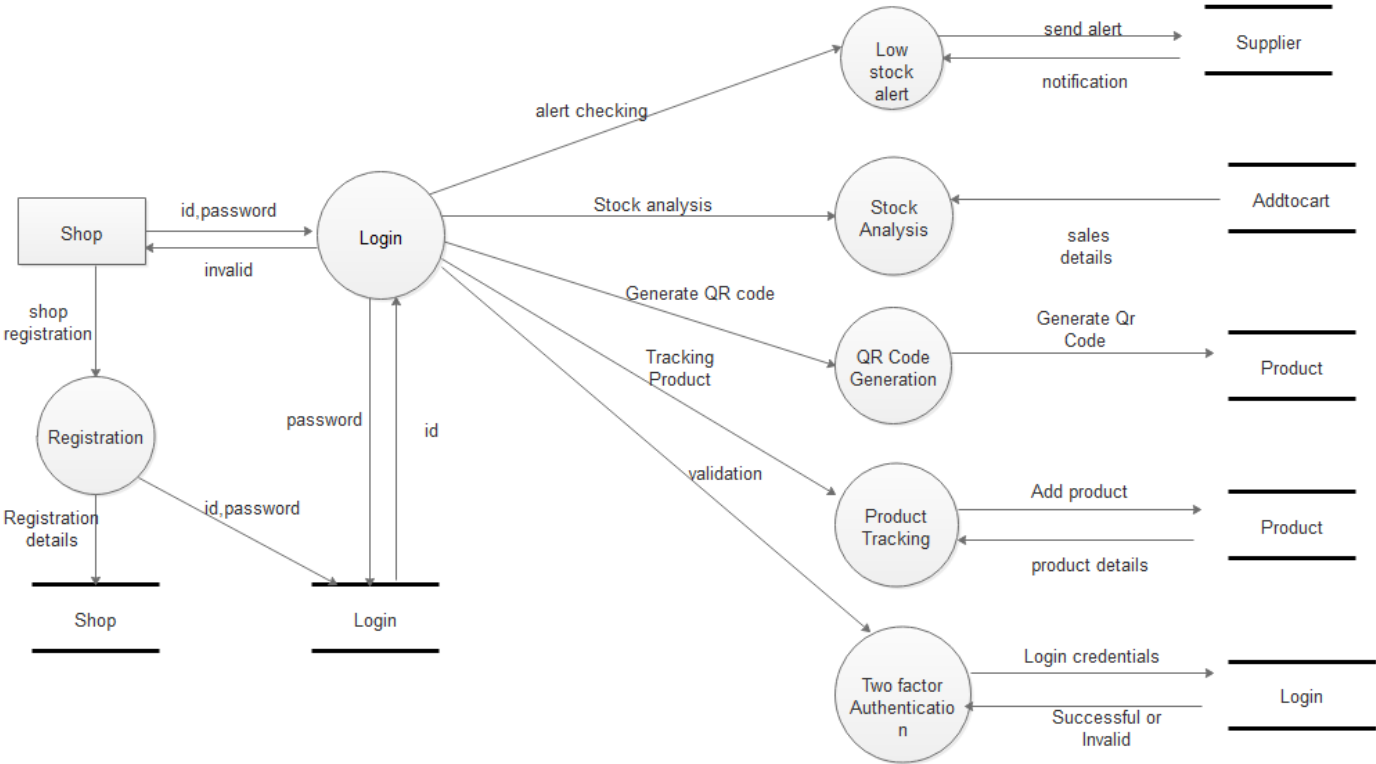 send alert
Low
stock
alert
Supplier
notification
alert checking
id,password
Stock analysis
Stock
Analysis
Addtocart
Shop
Login
sales
details
invalid
Generate QR code
shop
registration
Generate Qr
Code
Tracking
Product
QR Code
Generation
Product
password
id
Registration
validation
Add product
Registration
details
id,password
Product
Tracking
Product
product details
Shop
Login
Login credentials
Two factor
Authenticatio
n
Login
Successful or
Invalid